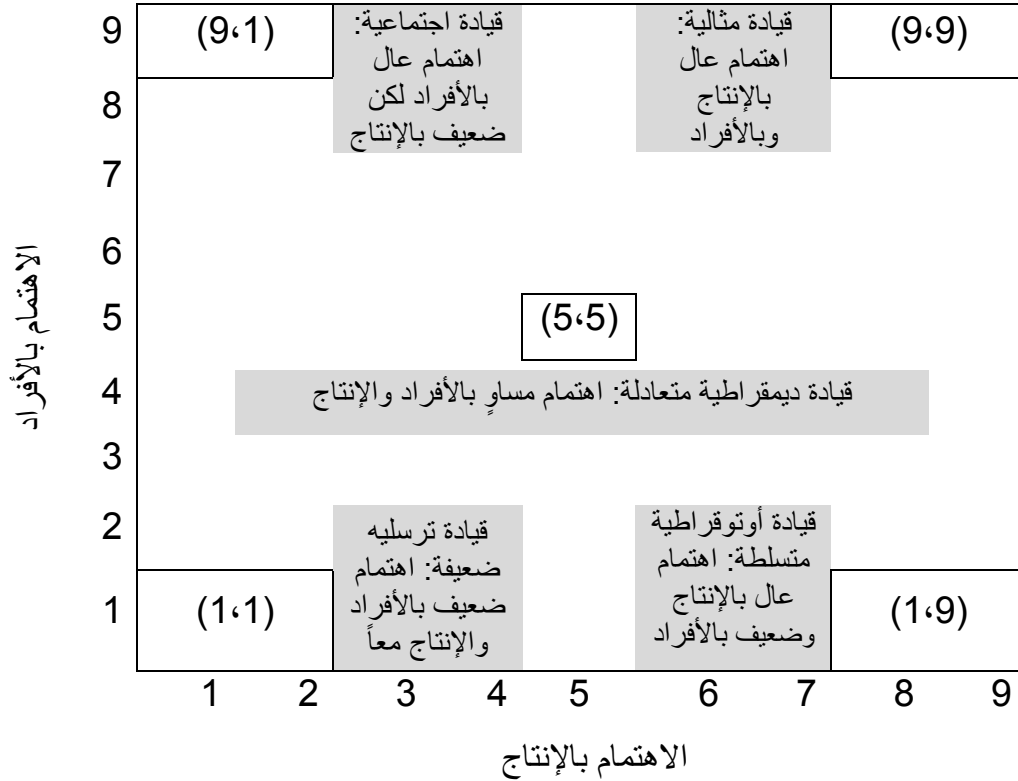 9
(9،1)
قيادة اجتماعية:
اهتمام عال
بالأفراد لكن
ضعيف بالإنتاج
قيادة مثالية:
اهتمام عال
بالإنتاج
وبالأفراد
(9،9)
8
7
6
5
(5،5)
الاهتمام بالأفراد
4
قيادة ديمقراطية متعادلة: اهتمام مساوٍ بالأفراد والإنتاج
3
2
قيادة ترسليه
ضعيفة: اهتمام
ضعيف بالأفراد
والإنتاج معاً
قيادة أوتوقراطية
متسلطة: اهتمام
عال بالإنتاج
وضعيف بالأفراد
1
(1،1)
(1،9)
1 2 3 4 5 6 7 8 9
الاهتمام بالإنتاج